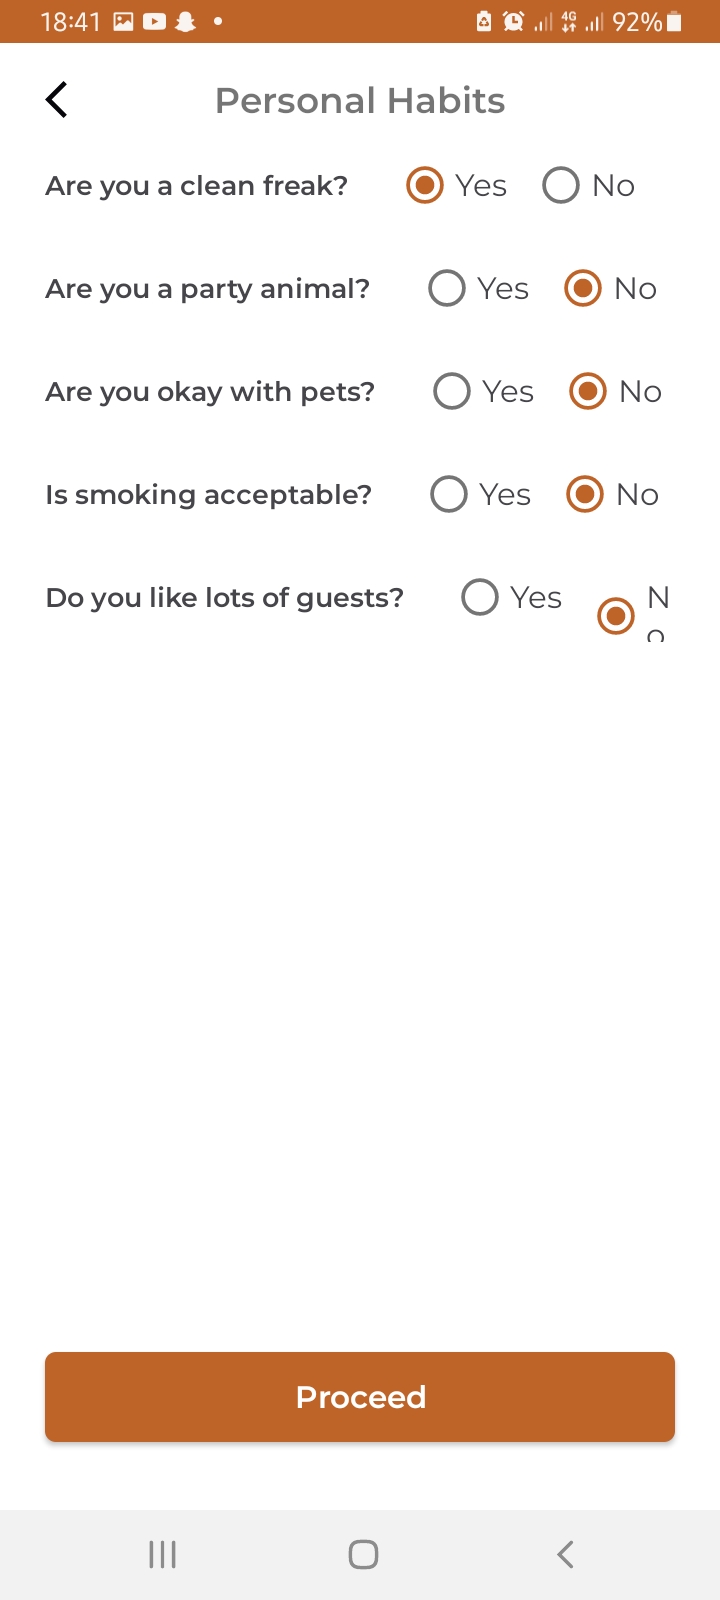 18:41 4G 92%
Personal Habits
Are you a clean freak? Yes No
Are you a party animal? Yes No
Are you okay with pets? Yes No
Is smoking acceptable? Yes No
Do you like lots of guests? Yes N
o
Proceed